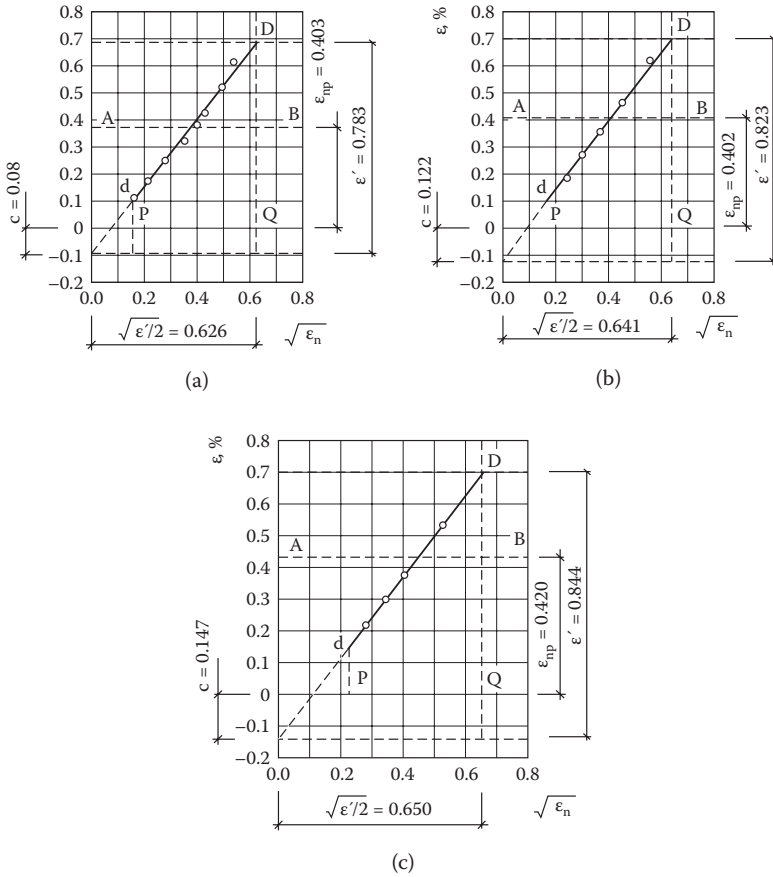 0.8
0.7
0.6
0.5
0.4
0.3
0.2
0.1
0
−0.1
−0.2
0.0 0.2 0.4 0.6 0.8
D
A
B
d
P
Q
c = 0.08
ε_np = 0.403
ε′ = 0.783
√ε′/2 = 0.626
√ε_n
(a)
ε, %
0.8
0.7
0.6
0.5
0.4
0.3
0.2
0.1
0
−0.1
−0.2
0.0 0.2 0.4 0.6 0.8
D
A
B
d
P
Q
c = 0.122
ε_np = 0.402
ε′ = 0.823
√ε′/2 = 0.641
√ε_n
(b)
ε, %
0.8
0.7
0.6
0.5
0.4
0.3
0.2
0.1
0
−0.1
−0.2
0.0 0.2 0.4 0.6 0.8
D
A
B
d
P
Q
c = 0.147
ε_np = 0.420
ε′ = 0.844
√ε′/2 = 0.650
√ε_n
(c)